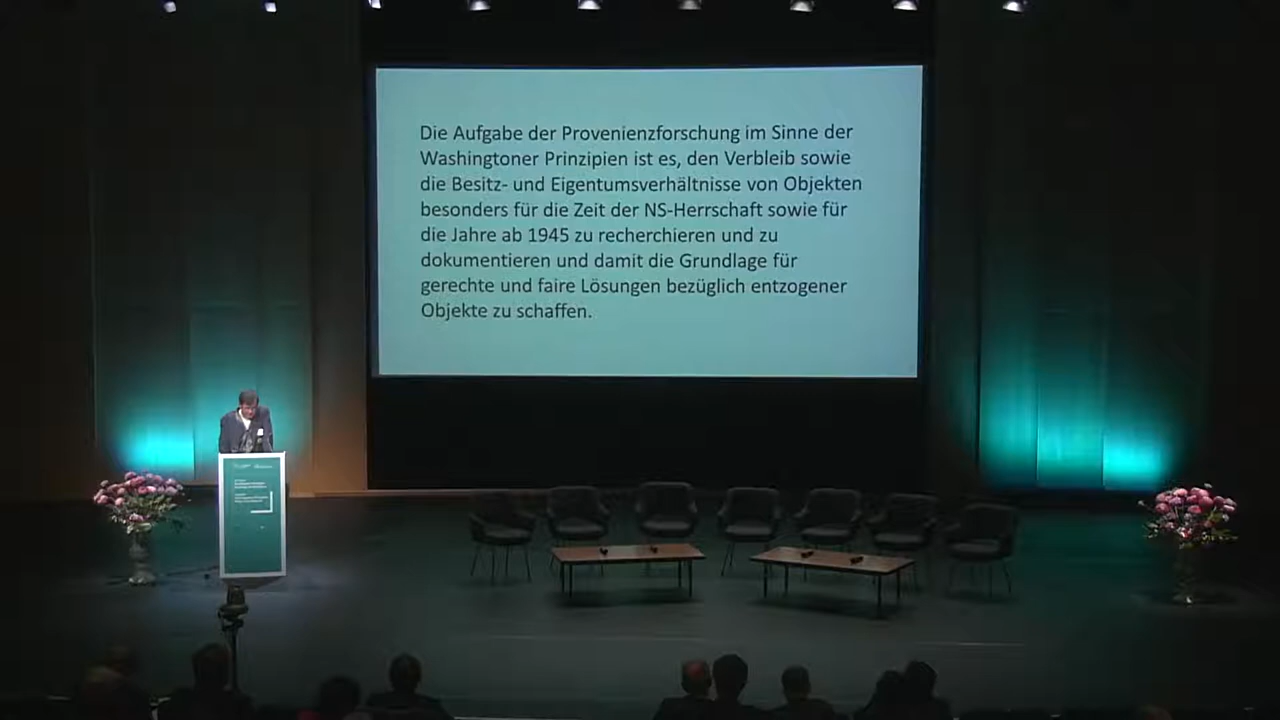 Die Aufgabe der Provenienzforschung im Sinne der
Washingtoner Prinzipien ist es, den Verbleib sowie
die Besitz- und Eigentumsverhältnisse von Objekten
besonders für die Zeit der NS-Herrschaft sowie für
die Jahre ab 1945 zu recherchieren und zu
dokumentieren und damit die Grundlage für
gerechte und faire Lösungen bezüglich entzogener
Objekte zu schaffen.